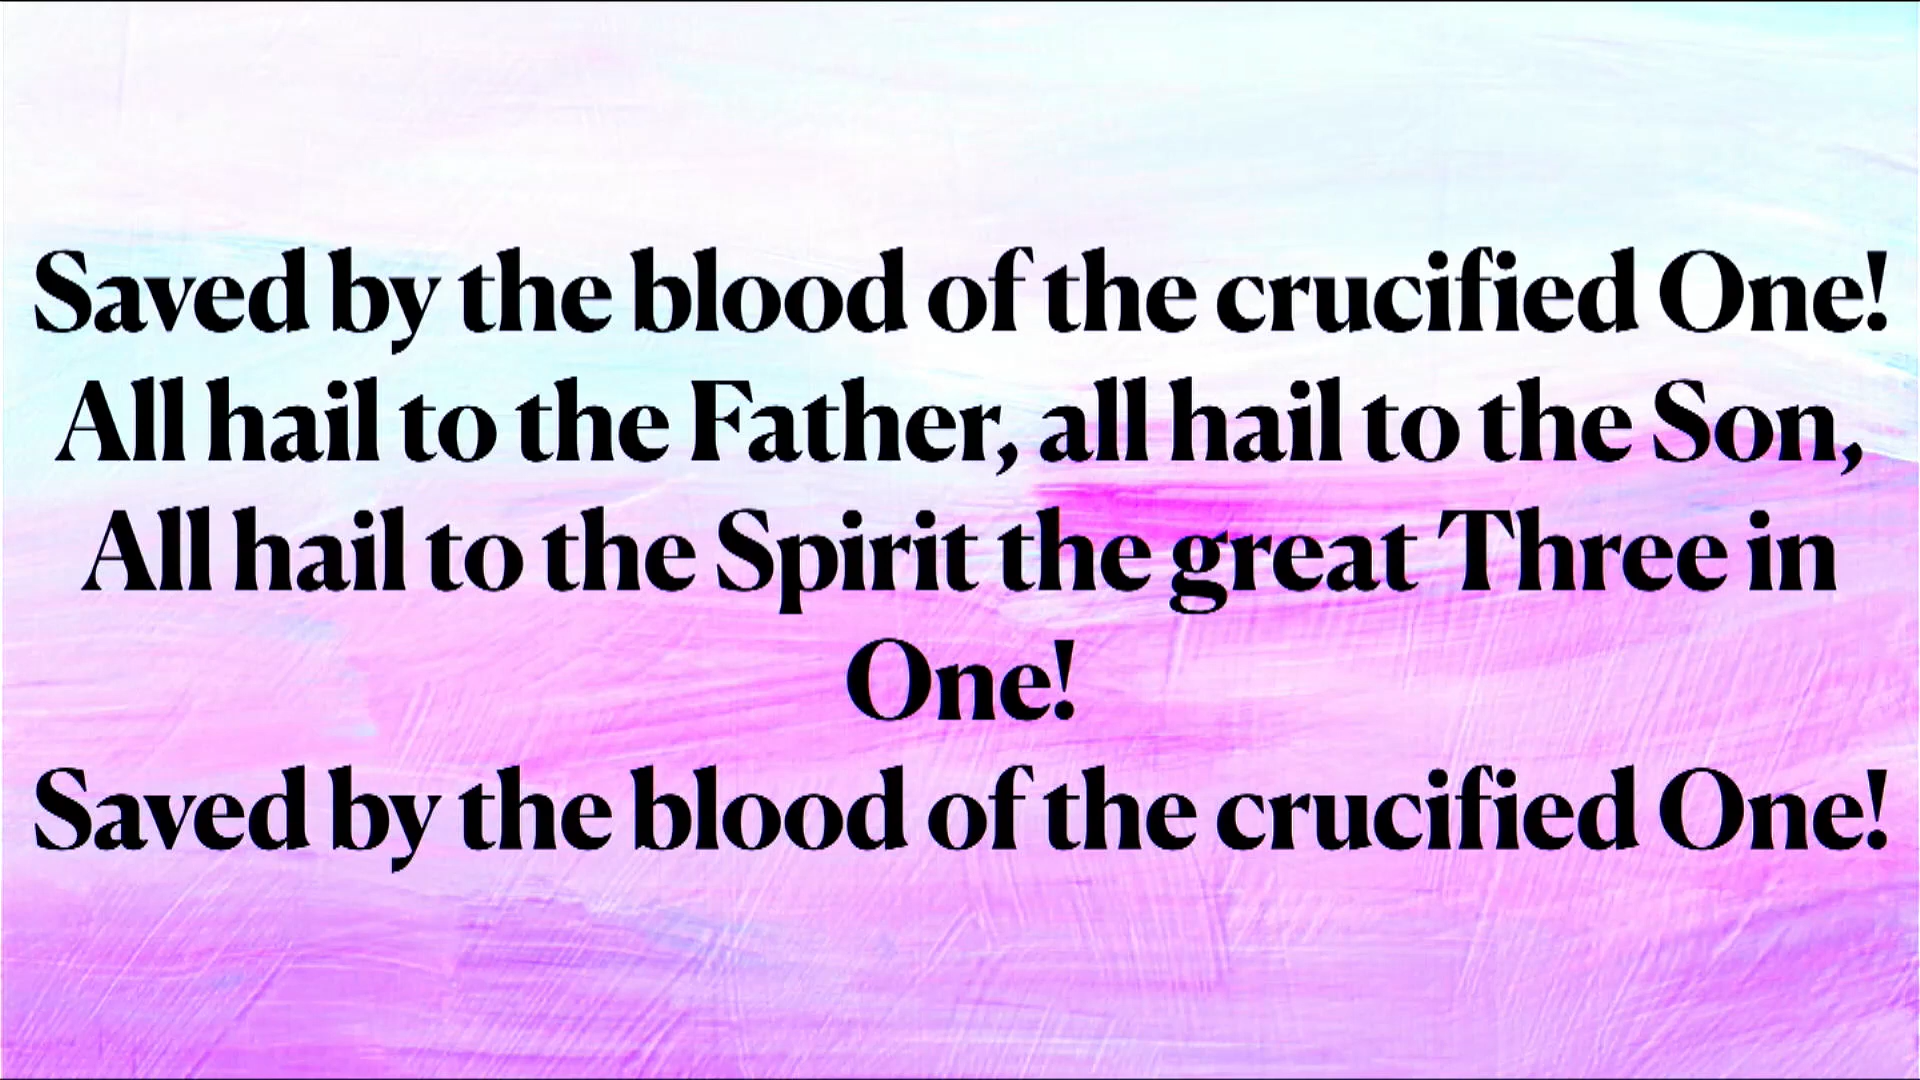 Saved by the blood of the crucified One!
All hail to the Father, all hail to the Son,
All hail to the Spirit the great Three in
One!
Saved by the blood of the crucified One!